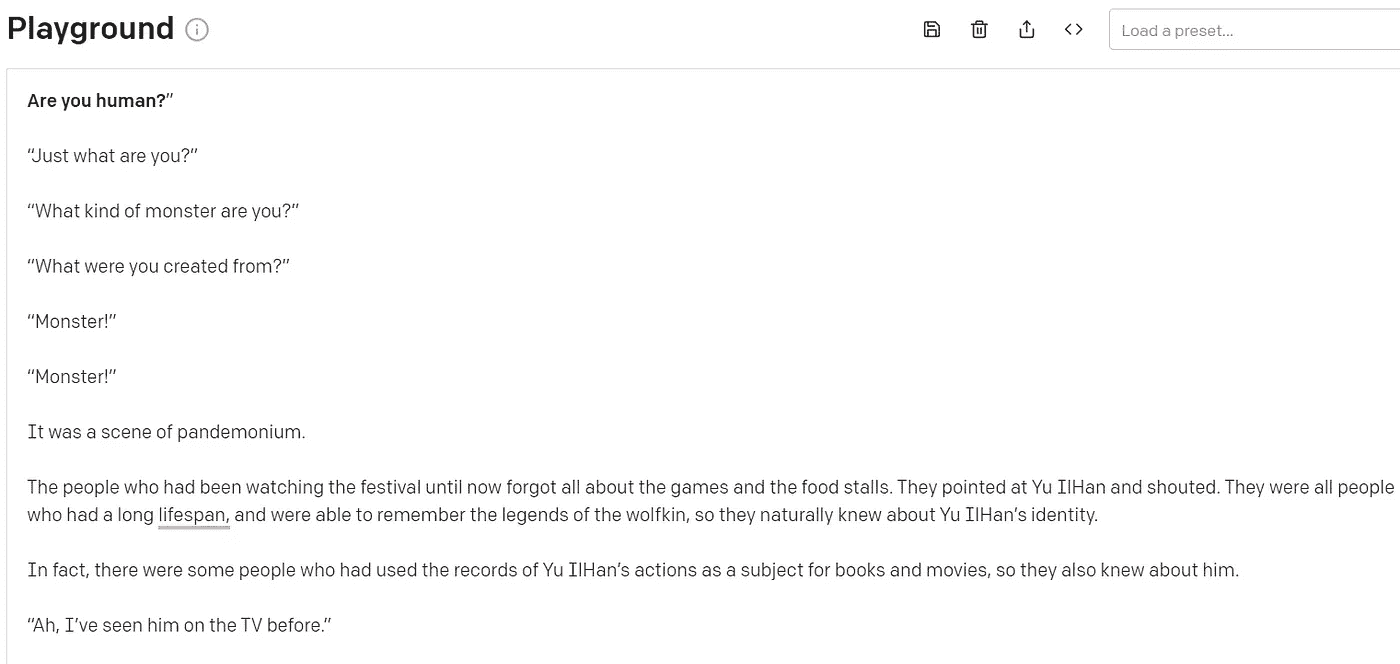 Playground
Load a preset...
Are you human?”
“Just what are you?”
“What kind of monster are you?”
“What were you created from?”
“Monster!”
“Monster!”
It was a scene of pandemonium.
The people who had been watching the festival until now forgot all about the games and the food stalls. They pointed at Yu IlHan and shouted. They were all people
who had a long lifespan, and were able to remember the legends of the wolfkin, so they naturally knew about Yu IlHan’s identity.
In fact, there were some people who had used the records of Yu IlHan’s actions as a subject for books and movies, so they also knew about him.
“Ah, I’ve seen him on the TV before.”